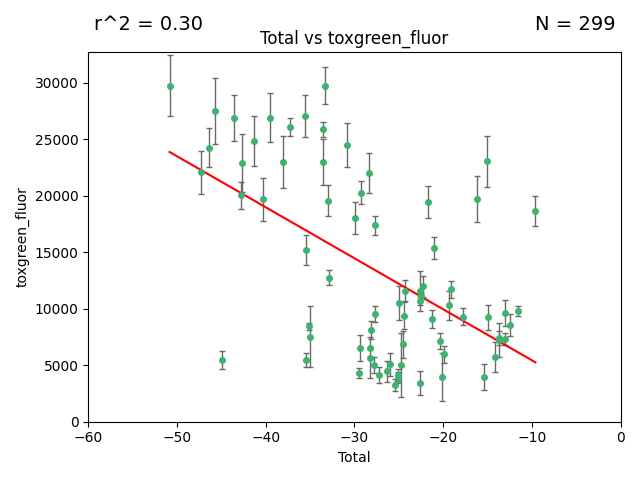 r^2 = 0.30
N = 299
Total vs toxgreen_fluor
toxgreen_fluor
30000
25000
20000
15000
10000
5000
0
−60
−50
−40
−30
−20
−10
0
Total